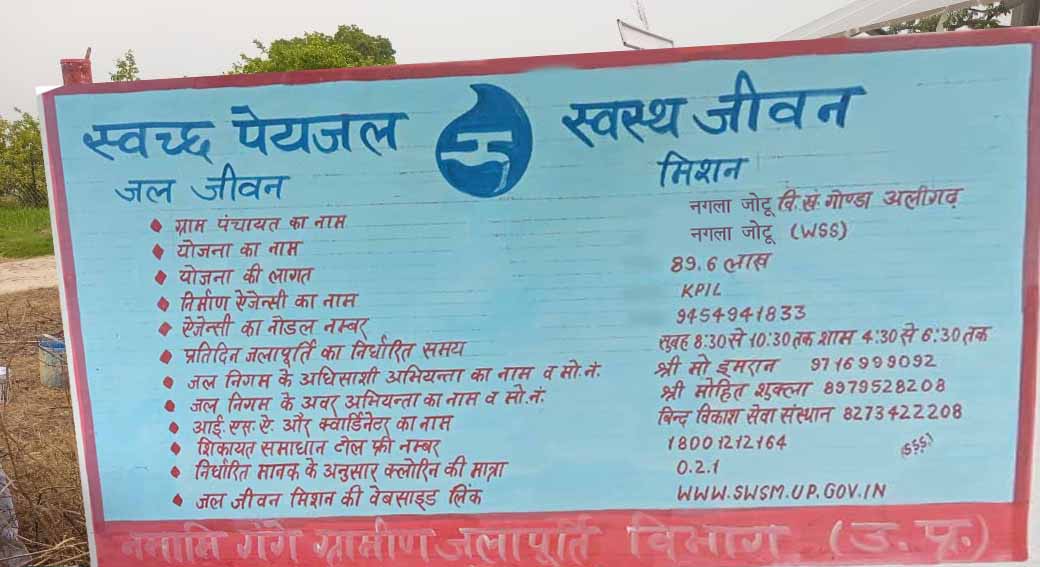 स्वच्छ पेयजल स्वस्थ जीवन
जल जीवन मिशन
ग्राम पंचायत का नाम नगला जोटू वि.खं. गोण्डा अलीगढ़
योजना का नाम नगला जोटू (WSS)
योजना की लागत 89.6 लाख
निर्माण ऐजेन्सी का नाम KPIL
ऐजेन्सी का नोडल नम्बर 9454941833
प्रतिदिन जलापूर्ति का निर्धारित समय सुबह 8:30 से 10:30 तक शाम 4:30 से 6:30 तक
जल निगम के अधिसाशी अभियन्ता का नाम व मो.नं. श्री मो इमरान 9716999092
जल निगम के अवर अभियन्ता का नाम व मो.नं. श्री मोहित शुक्ला 8979528208
आई.एस.ऐ. और क्वार्डिनेटर का नाम बिन्द विकाश सेवा संस्थान 8273422208
शिकायत समाधान टोल फ्री नम्बर 18001212164 (SSS)
निर्धारित मानक के अनुसार क्लोरिन की मात्रा 0.2.1
जल जीवन मिशन की वेबसाइड लिंक WWW.SWSM.UP.GOV.IN
नमामि गंगे ग्रामीण जलापूर्ति विभाग (उ.प्र.)